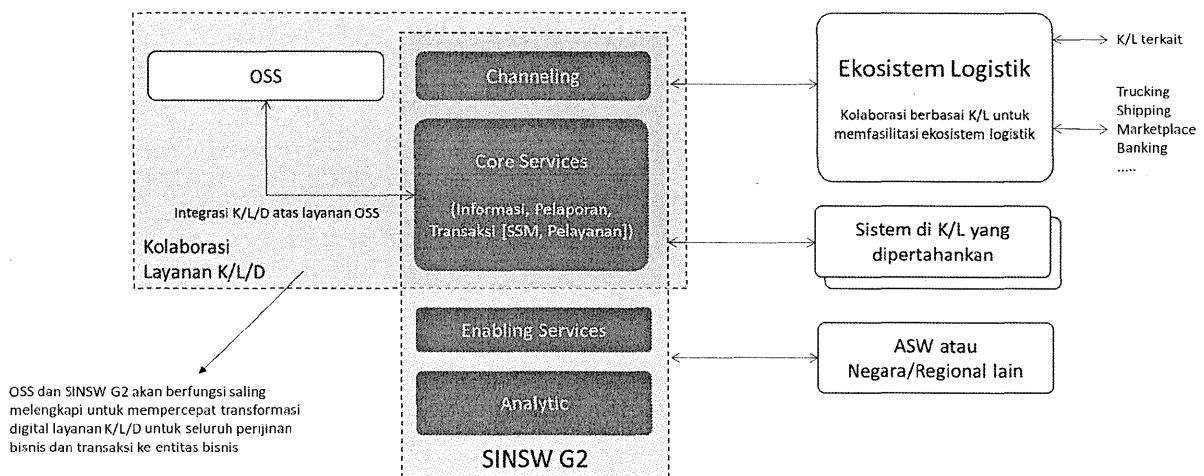 OSS
Channeling
Core Services
(Informasi, Pelaporan,
Transaksi [SSM, Pelayanan])
Integrasi K/L/D atas layanan OSS
Kolaborasi
Layanan K/L/D
Enabling Services
Analytic
SINSW G2
OSS dan SINSW G2 akan berfungsi saling
melengkapi untuk mempercepat transformasi
digital layanan K/L/D untuk seluruh perijinan
bisnis dan transaksi ke entitas bisnis
Ekosistem Logistik
Kolaborasi berbasai K/L untuk
memfasilitasi ekosistem logistik
K/L terkait
Trucking
Shipping
Marketplace
Banking
.....
Sistem di K/L yang
dipertahankan
ASW atau
Negara/Regional lain